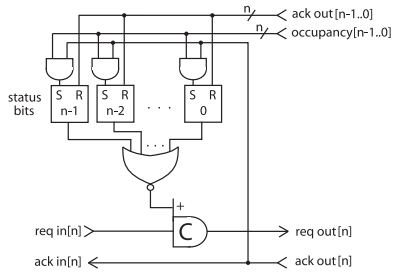 n
ack out[n-1..0]
n
occupancy[n-1..0]
status
bits
S R
n-1
S R
n-2
. . .
S R
0
. . .
+
C
req in[n]
req out[n]
ack in[n]
ack out[n]